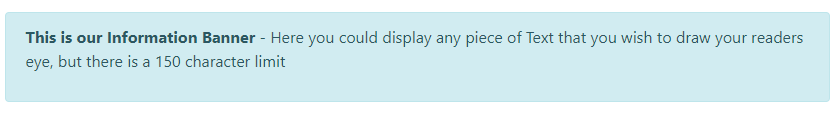 This is our Information Banner - Here you could display any piece of Text that you wish to draw your readers
eye, but there is a 150 character limit